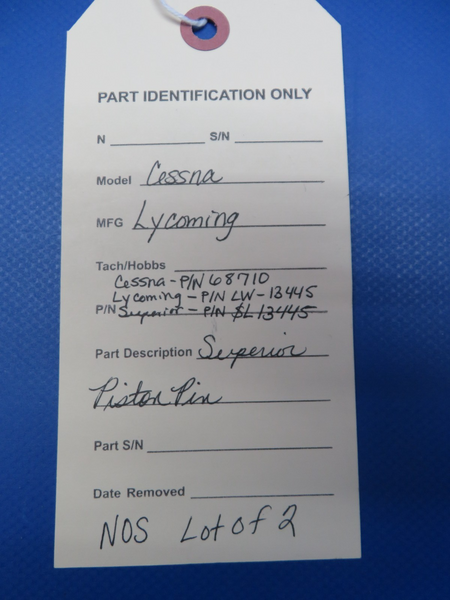 PART IDENTIFICATION ONLY
N S/N
Model Cessna
MFG Lycoming
Tach/Hobbs
Cessna - P/N 68710
Lycoming - P/N LW-13445
P/N Superior - P/N SL13445
Part Description Superior
Piston Pin
Part S/N
Date Removed
NOS Lot of 2